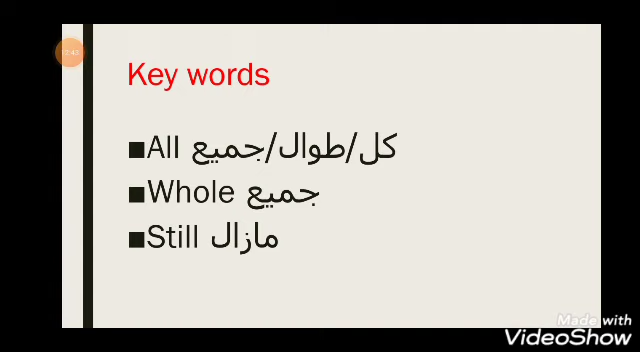 Key words
■All كل/طوال/جميع
■Whole جميع
■Still مازال
Made with
VideoShow